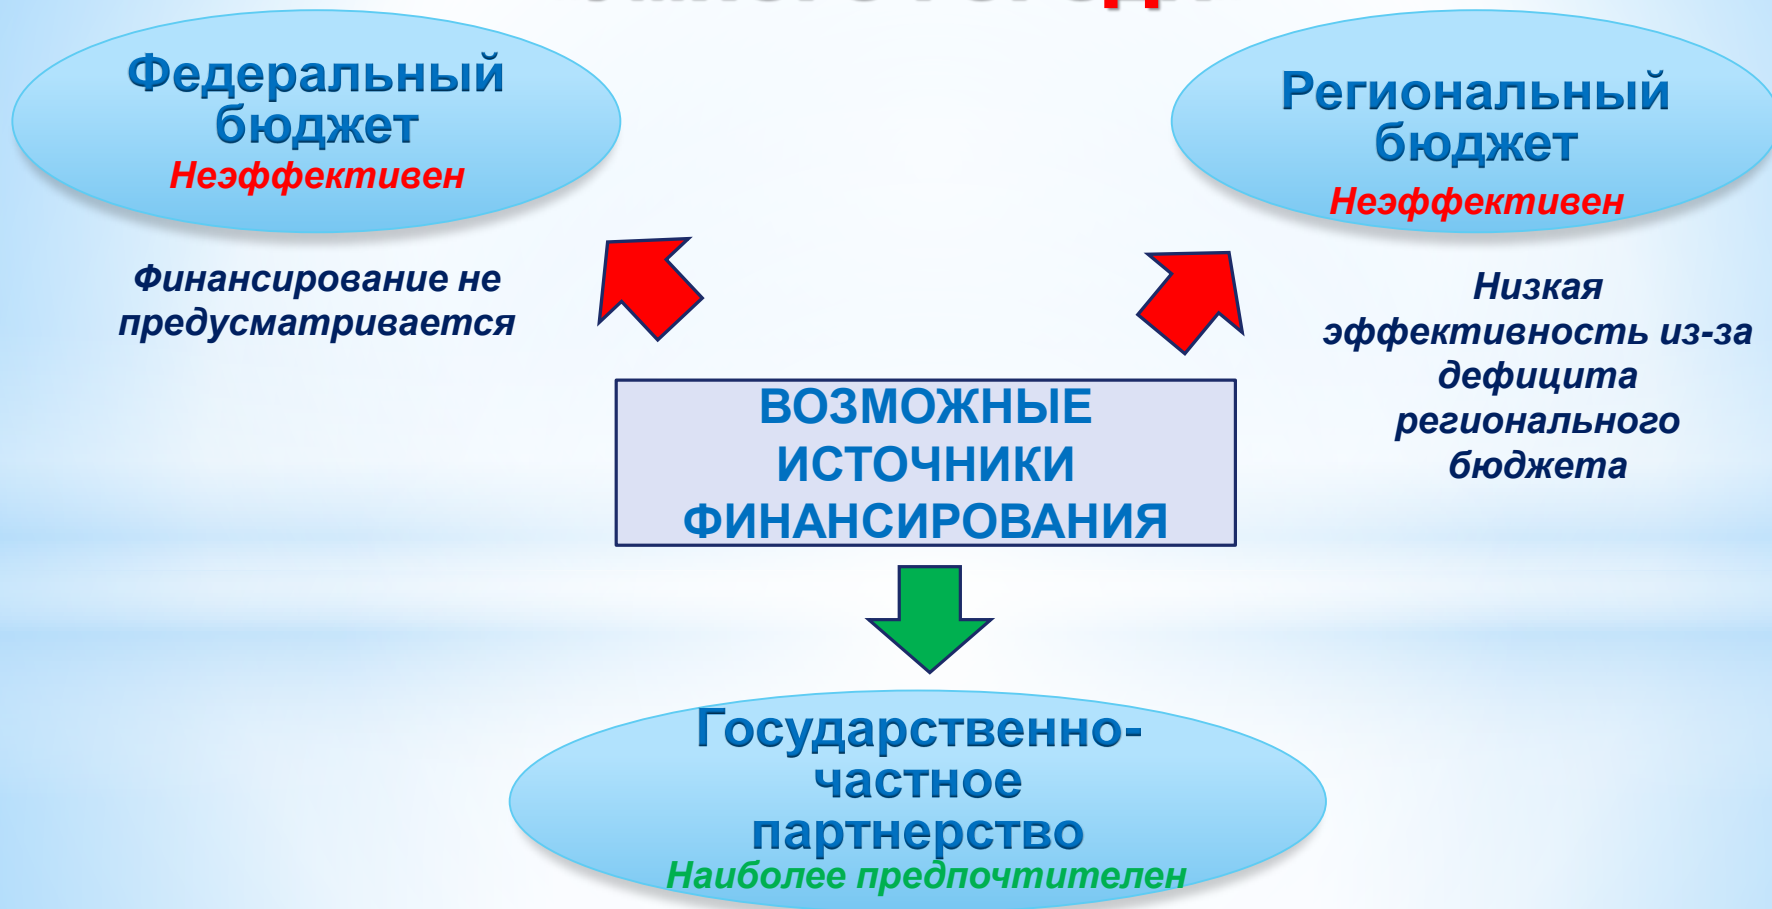 Федеральный
бюджет
Неэффективен
Финансирование не
предусматривается
Региональный
бюджет
Неэффективен
Низкая
эффективность из-за
дефицита
регионального
бюджета
ВОЗМОЖНЫЕ
ИСТОЧНИКИ
ФИНАНСИРОВАНИЯ
Государственно-
частное
партнерство
Наиболее предпочтителен